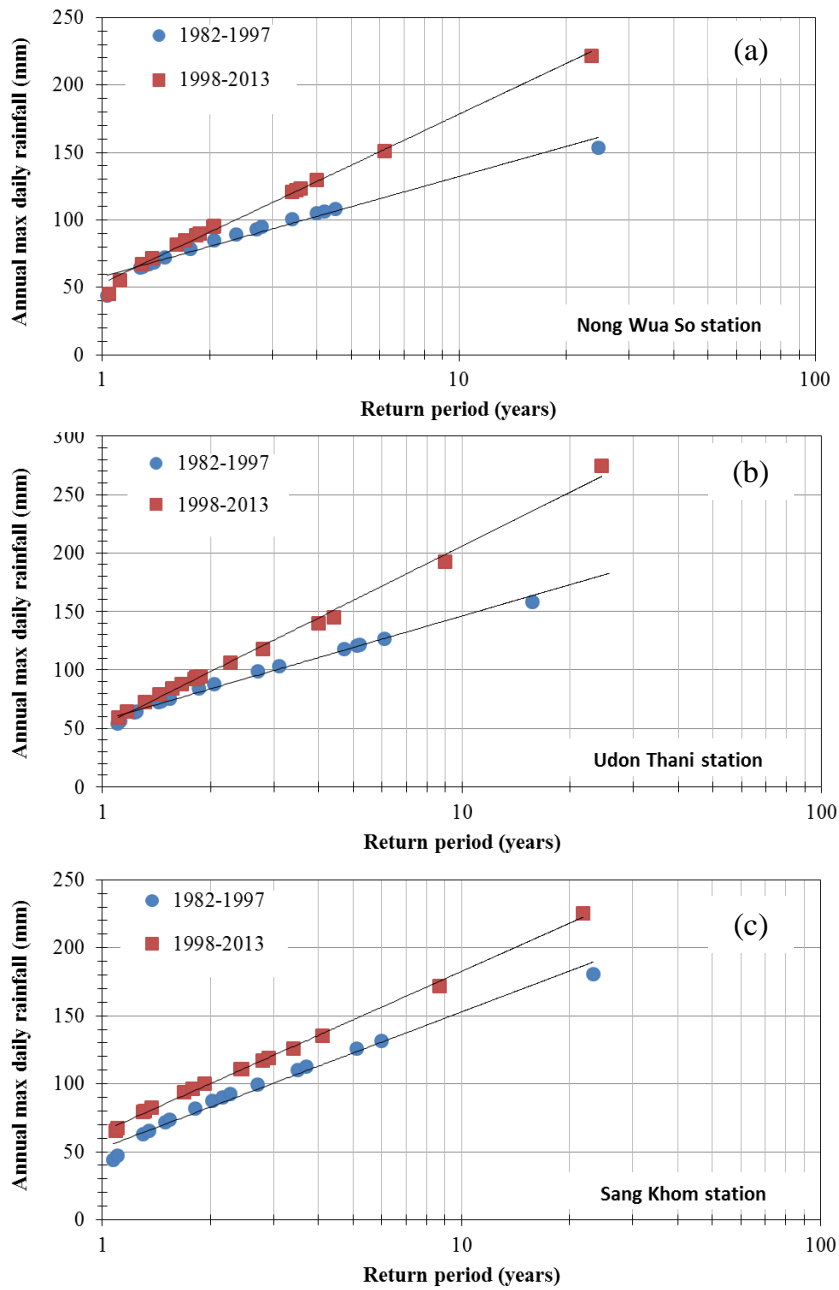 250
200
150
100
50
0
Annual max daily rainfall (mm)
1982-1997
1998-2013
(a)
Nong Wua So station
1 10 100
Return period (years)
300
250
200
150
100
50
0
Annual max daily rainfall (mm)
1982-1997
1998-2013
(b)
Udon Thani station
1 10 100
Return period (years)
250
200
150
100
50
0
Annual max daily rainfall (mm)
1982-1997
1998-2013
(c)
Sang Khom station
1 10 100
Return period (years)